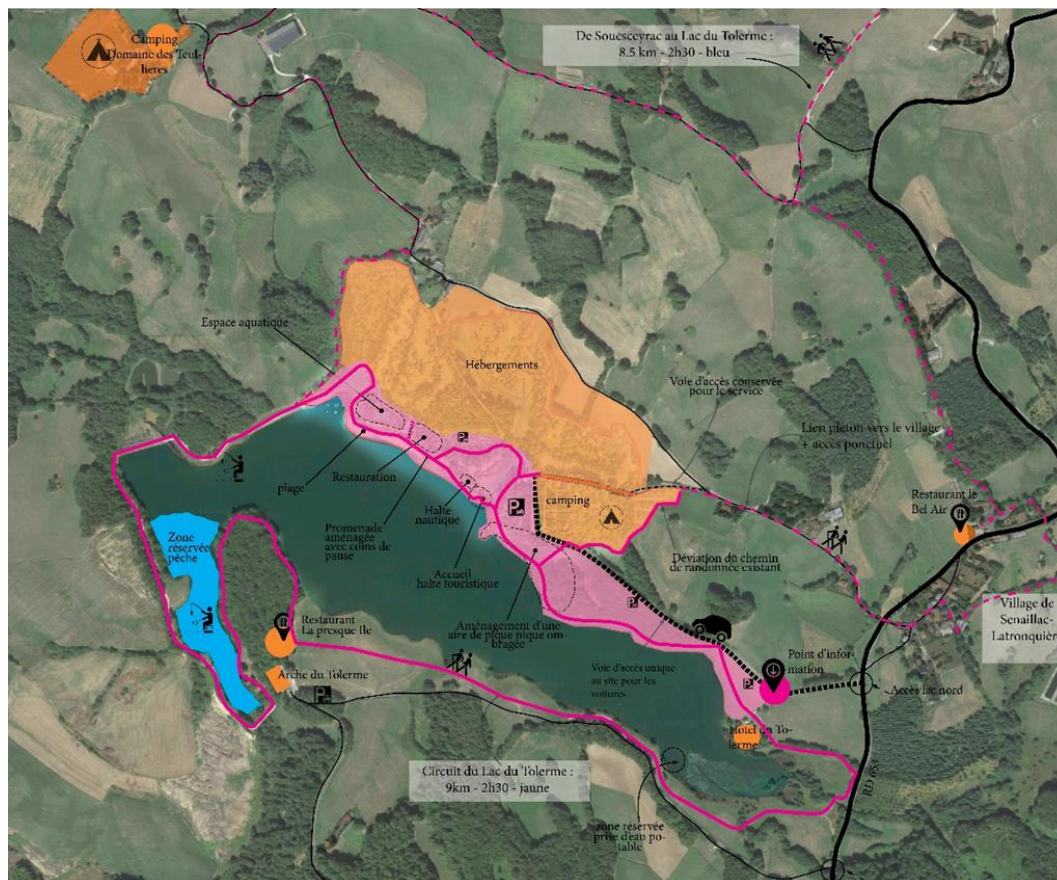 Camping
Domaine des Teul-
lieres
De Souesceyrac au Lac du Tolerme :
8.5 km - 2h30 - bleu
Espace aquatique
Hébergements
Voie d'accès conservée
pour le service
Lien piéton vers le village
+ accès ponctuel
plage
Restauration
Halte
nautique
camping
Restaurant le
Bel Air
Promenade
aménagée
avec coins de
pause
Zone
réservée
pêche
Accueil
halte touristique
Déviation du chemin
de randonnée existant
Restaurant
La presque Ile
Aménagement d'une
aire de pique nique om-
bragée
Village de
Senaillac-
Latronquière
Arche du Tolerme
Voie d'accès unique
au site pour les
voitures
Point d'infor-
mation
Accès lac nord
Hotel du To-
lerme
Circuit du Lac du Tolerme :
9km - 2h30 - jaune
RD 653
zone réservée
prise d'eau po-
table